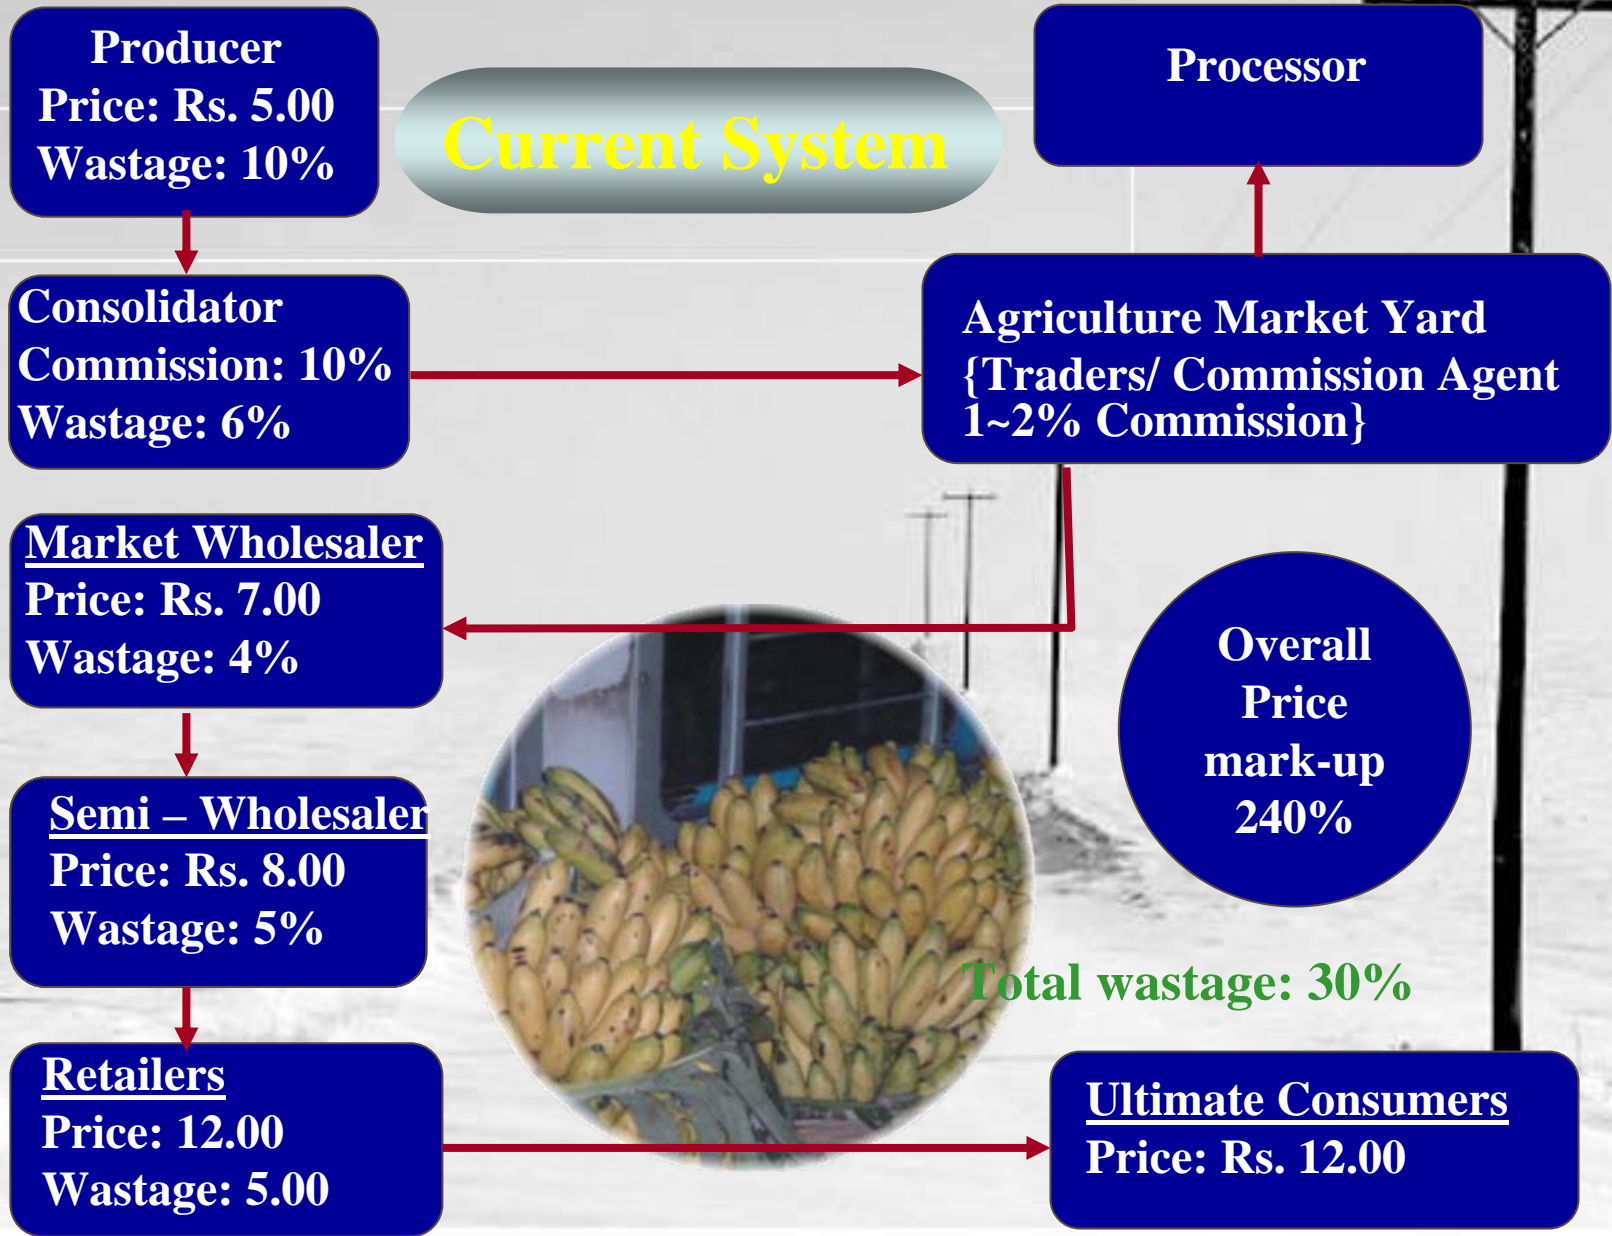 Producer
Price: Rs. 5.00
Wastage: 10%
Current System
Processor
Consolidator
Commission: 10%
Wastage: 6%
Agriculture Market Yard
{Traders/ Commission Agent
1~2% Commission}
Market Wholesaler
Price: Rs. 7.00
Wastage: 4%
Overall
Price
mark-up
240%
Semi – Wholesaler
Price: Rs. 8.00
Wastage: 5%
Total wastage: 30%
Retailers
Price: 12.00
Wastage: 5.00
Ultimate Consumers
Price: Rs. 12.00